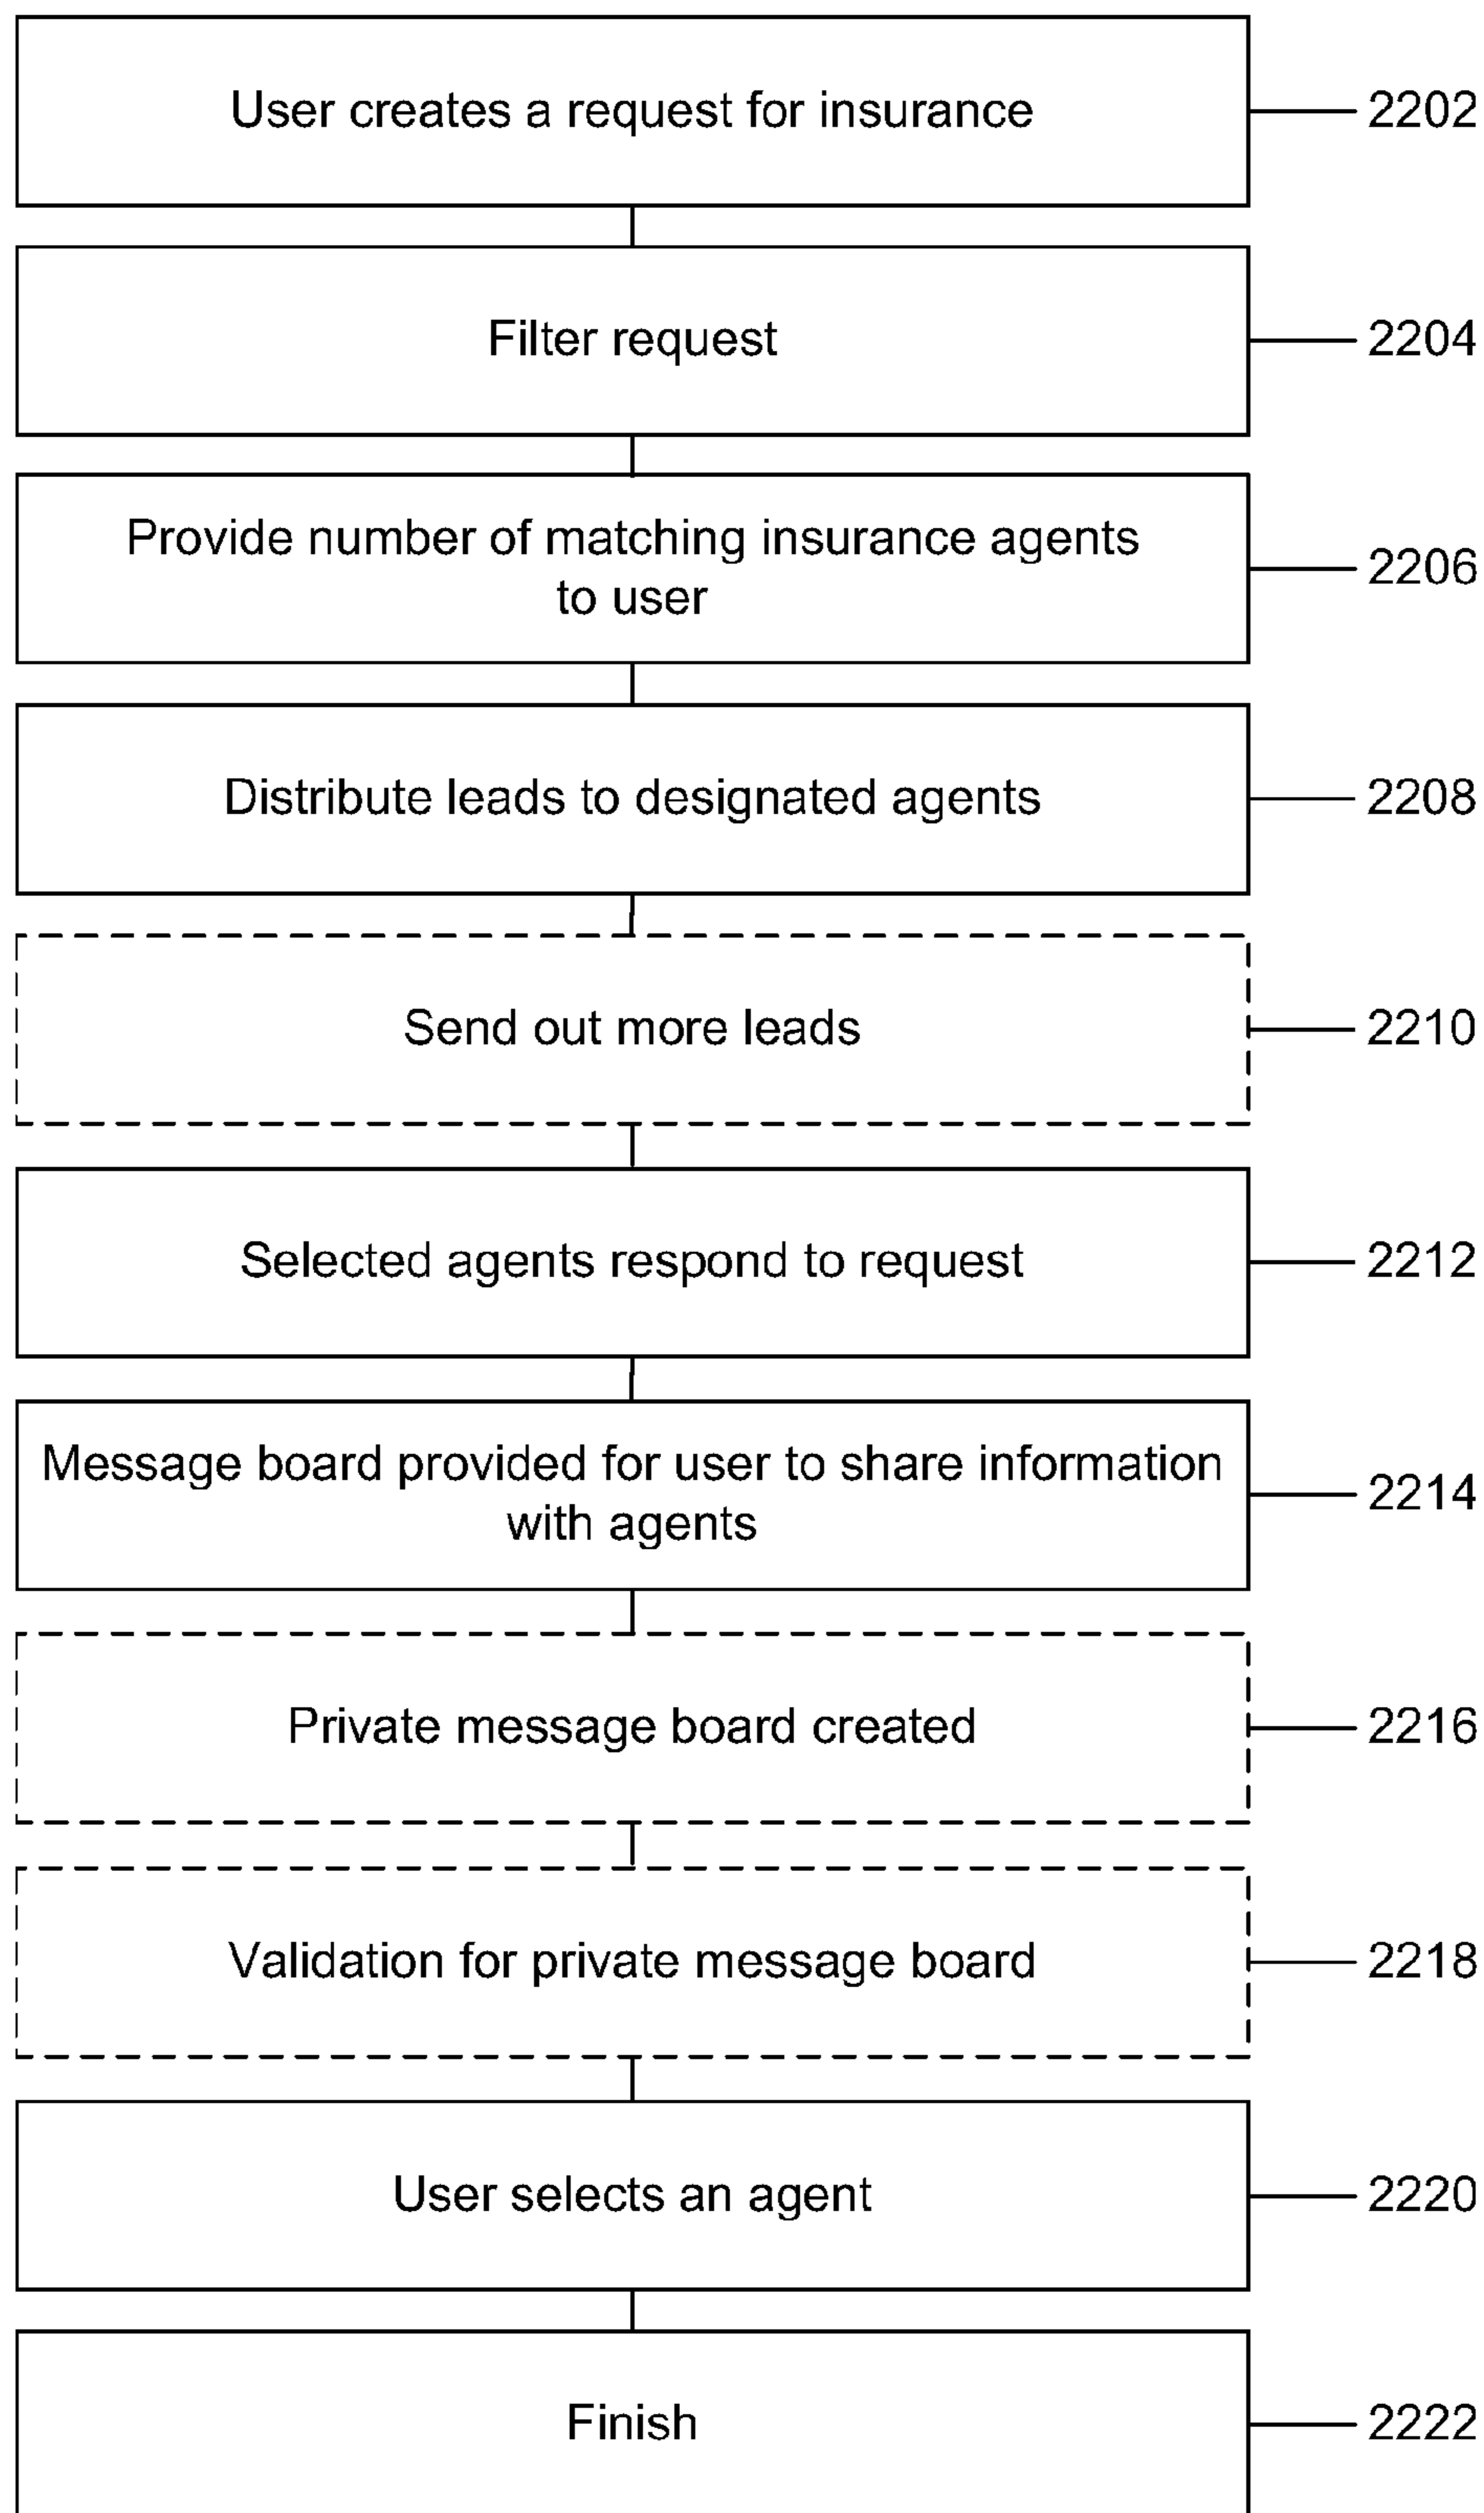 User creates a request for insurance
2202
Filter request
2204
Provide number of matching insurance agents
to user
2206
Distribute leads to designated agents
2208
Send out more leads
2210
Selected agents respond to request
2212
Message board provided for user to share information
with agents
2214
Private message board created
2216
Validation for private message board
2218
User selects an agent
2220
Finish
2222